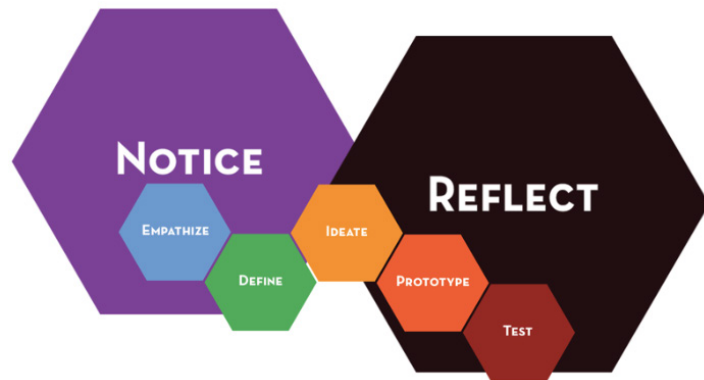 NOTICE
REFLECT
EMPATHIZE
IDEATE
DEFINE
PROTOTYPE
TEST